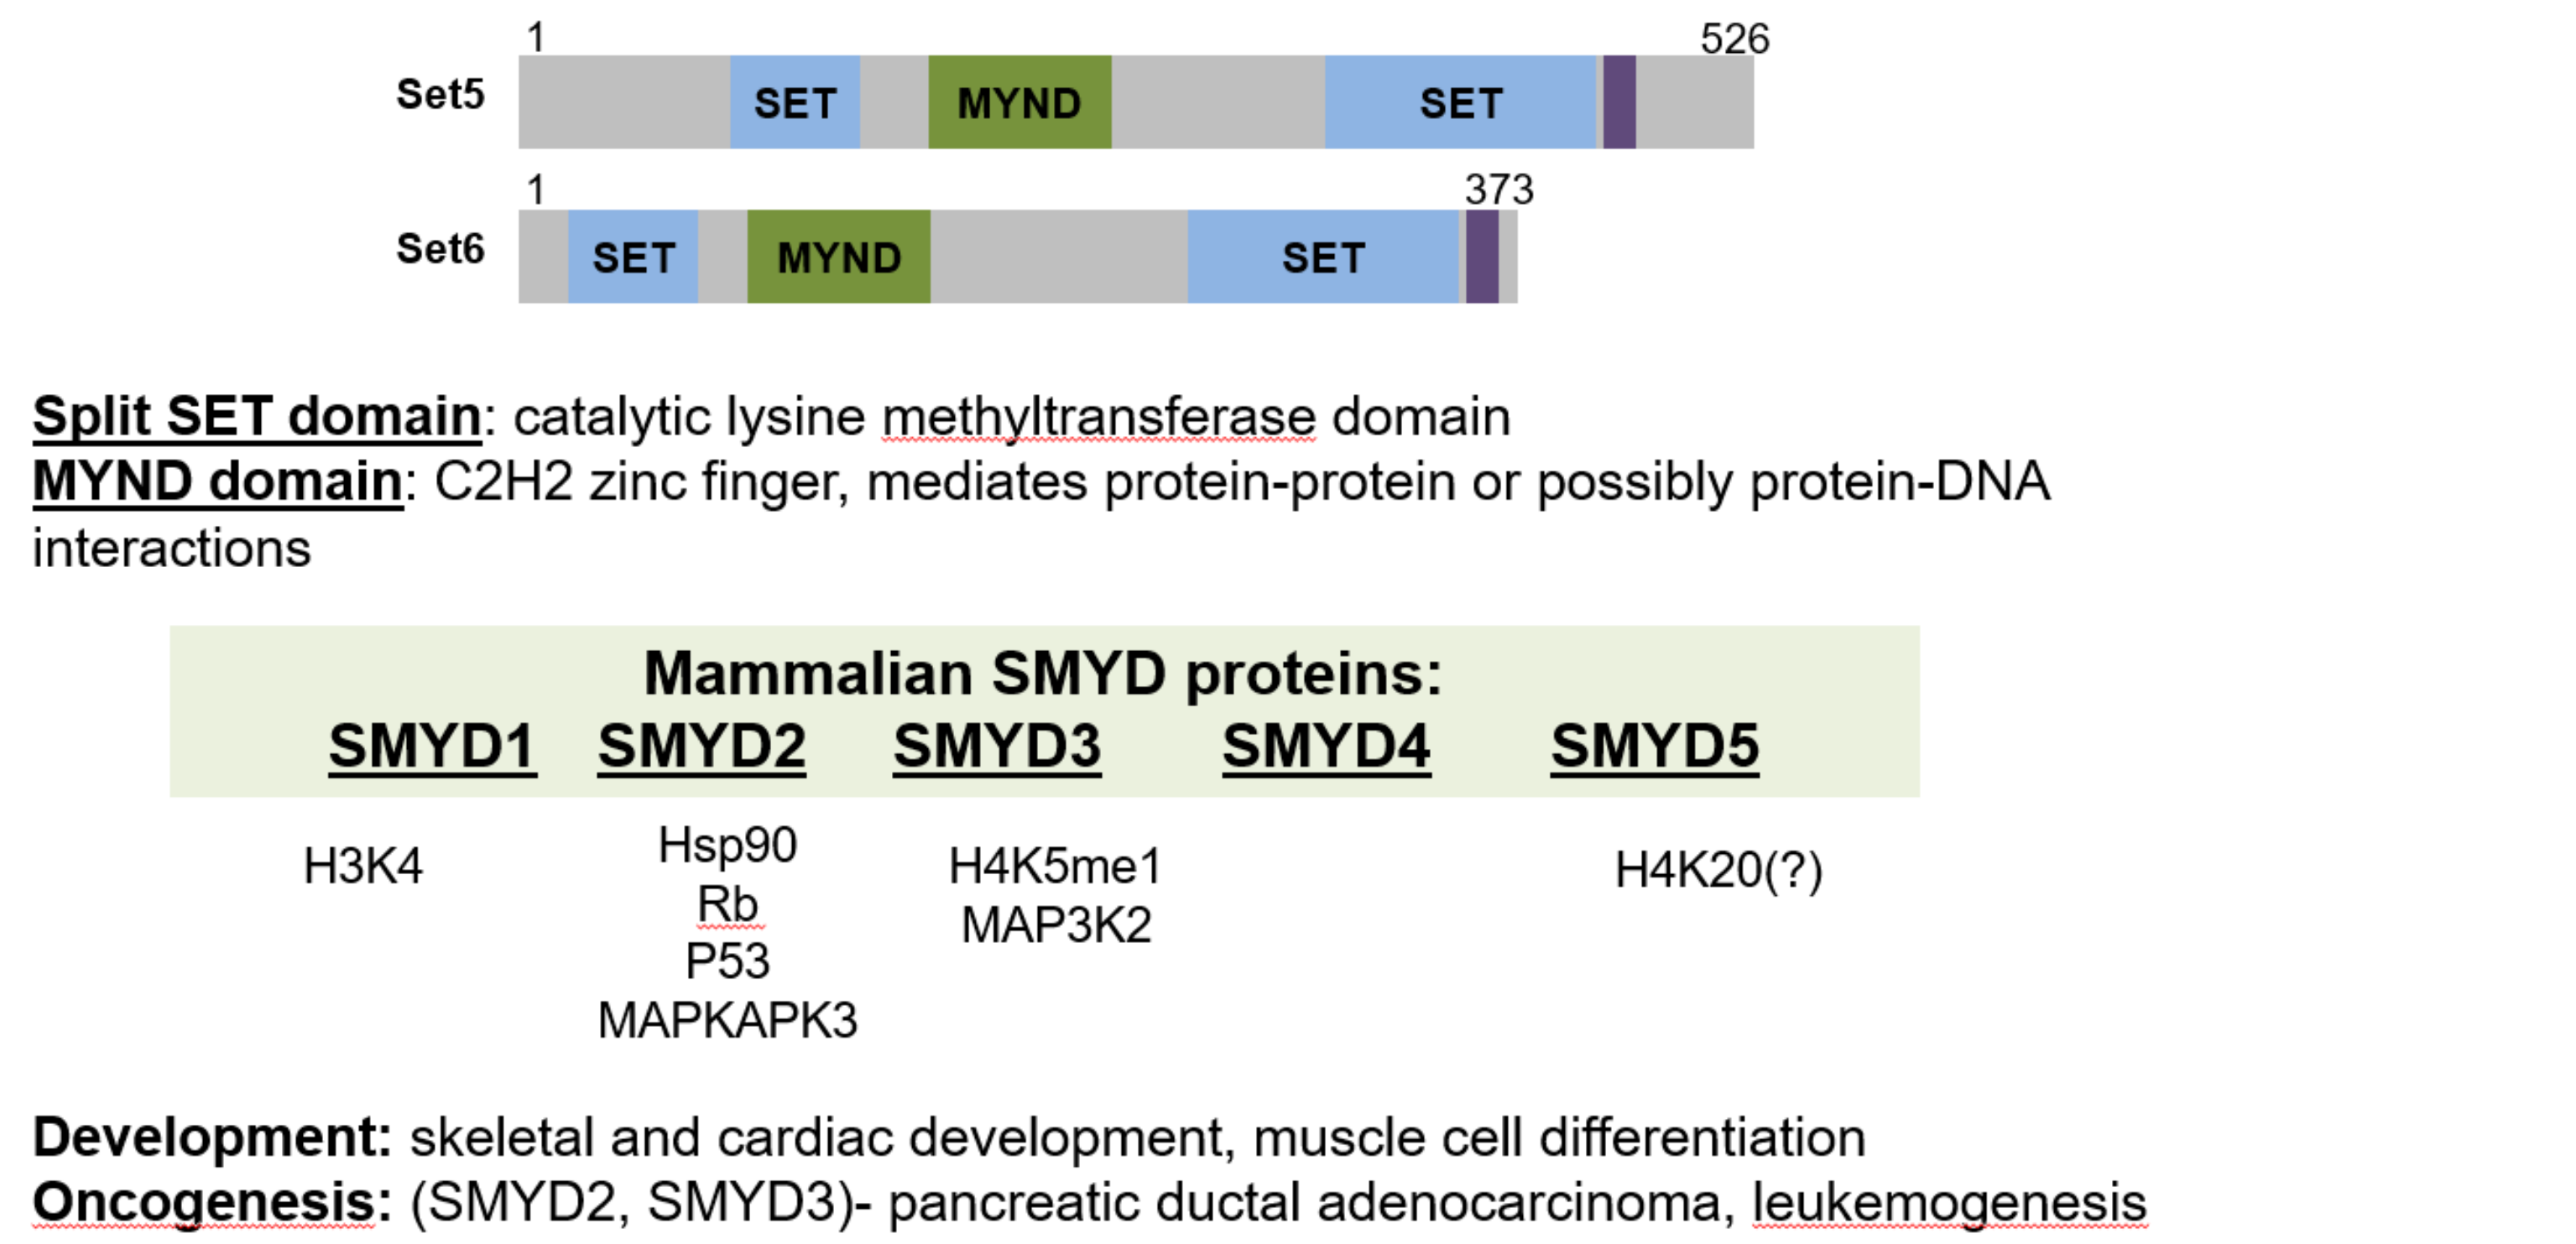 1 526
Set5 SET MYND SET
1 373
Set6 SET MYND SET
Split SET domain: catalytic lysine methyltransferase domain
MYND domain: C2H2 zinc finger, mediates protein-protein or possibly protein-DNA
interactions
Mammalian SMYD proteins:
SMYD1 SMYD2 SMYD3 SMYD4 SMYD5
H3K4
Hsp90
Rb
P53
MAPKAPK3
H4K5me1
MAP3K2
H4K20(?)
Development: skeletal and cardiac development, muscle cell differentiation
Oncogenesis: (SMYD2, SMYD3)- pancreatic ductal adenocarcinoma, leukemogenesis